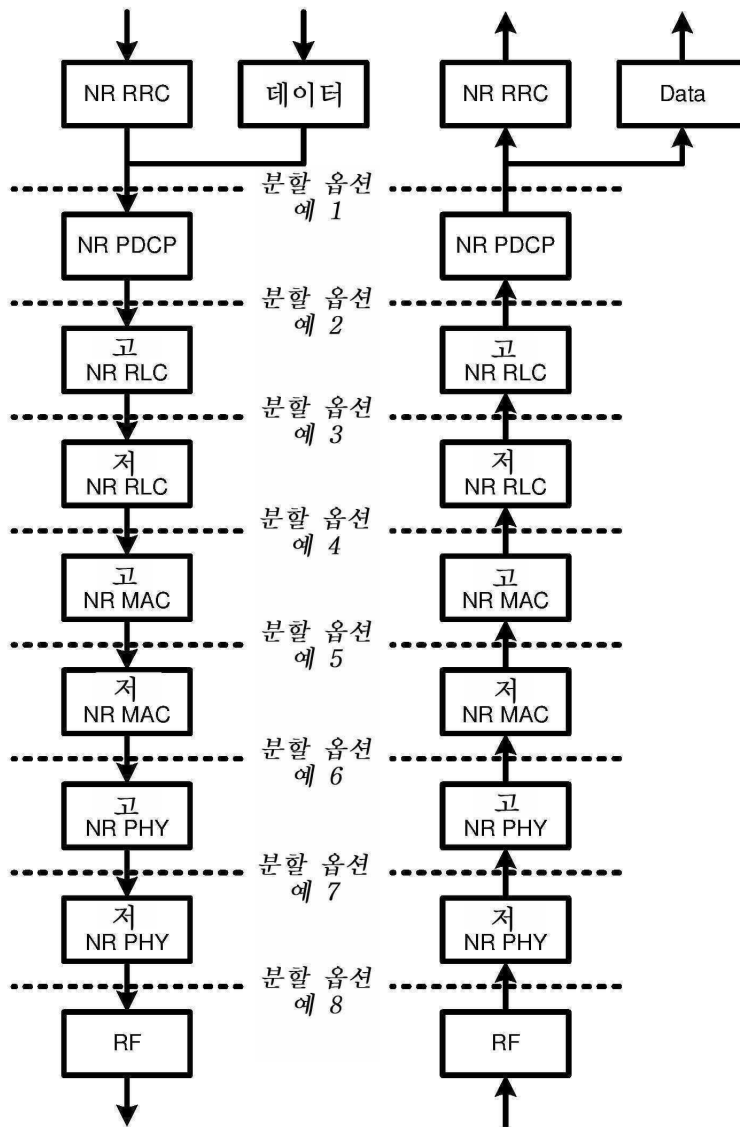 NR RRC
데이터
NR RRC
Data
분할 옵션
예 1
NR PDCP
NR PDCP
분할 옵션
예 2
고
NR RLC
고
NR RLC
분할 옵션
예 3
저
NR RLC
저
NR RLC
분할 옵션
예 4
고
NR MAC
고
NR MAC
분할 옵션
예 5
저
NR MAC
저
NR MAC
분할 옵션
예 6
고
NR PHY
고
NR PHY
분할 옵션
예 7
저
NR PHY
저
NR PHY
분할 옵션
예 8
RF
RF